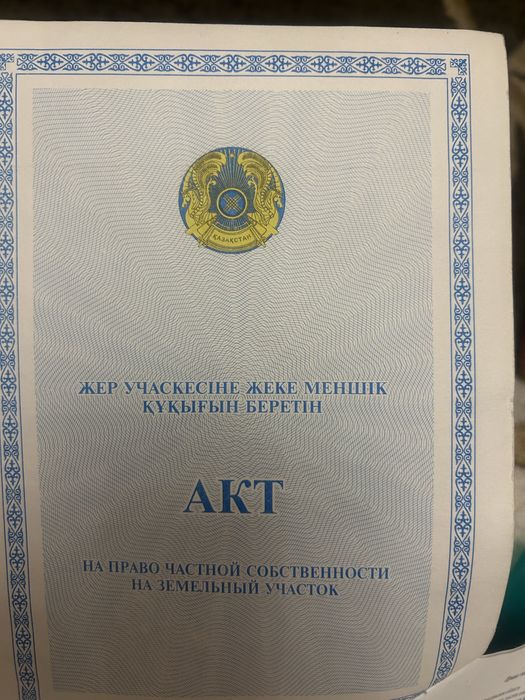 ҚАЗАҚСТАН
ЖЕР УЧАСКЕСІНЕ ЖЕКЕ МЕНШІК
ҚҰҚЫҒЫН БЕРЕТІН
АКТ
НА ПРАВО ЧАСТНОЙ СОБСТВЕННОСТИ
НА ЗЕМЕЛЬНЫЙ УЧАСТОК